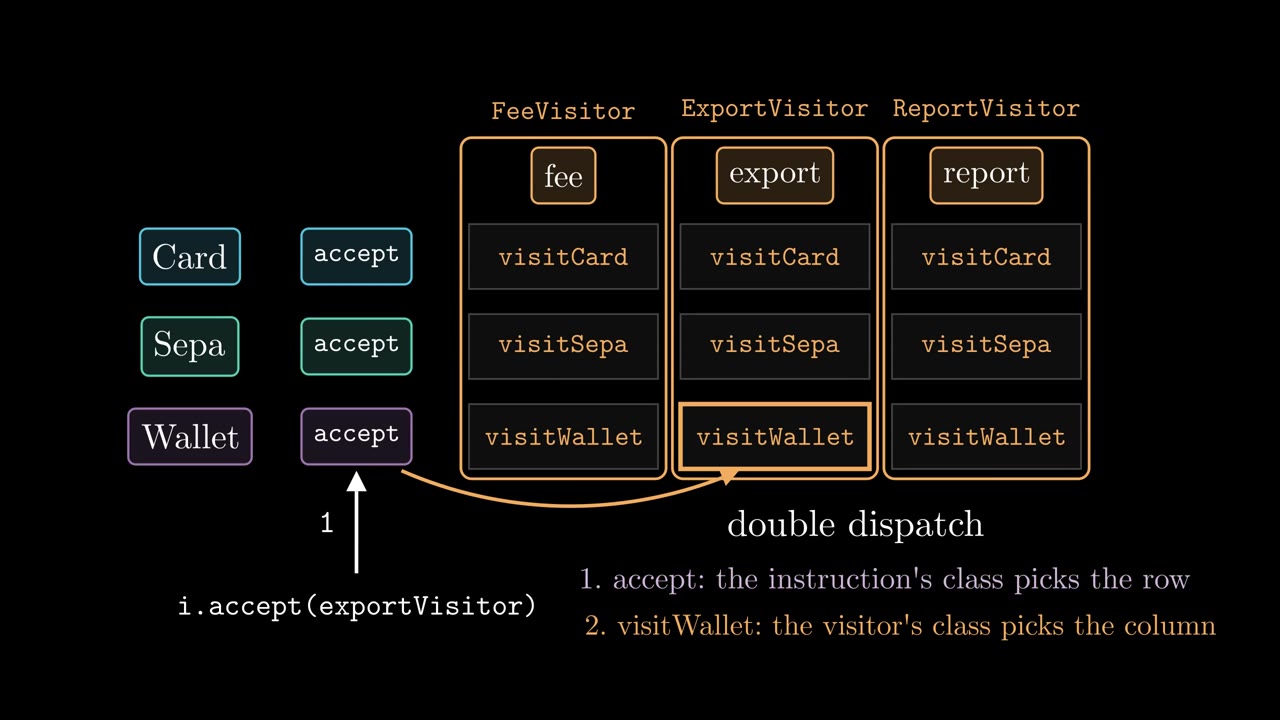 FeeVisitor ExportVisitor ReportVisitor
fee export report
Card accept visitCard visitCard visitCard
Sepa accept visitSepa visitSepa visitSepa
Wallet accept visitWallet visitWallet visitWallet
1
double dispatch
1. accept: the instruction's class picks the row
i.accept(exportVisitor)
2. visitWallet: the visitor's class picks the column